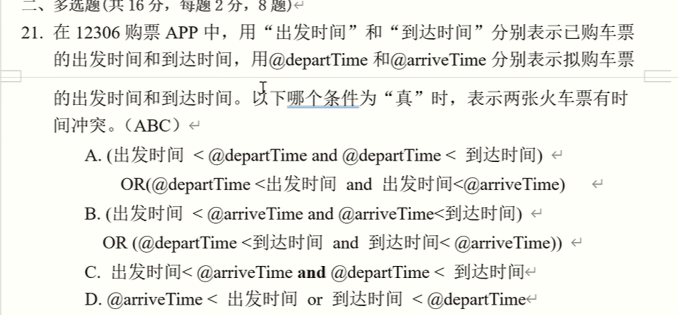 二、多选题(共 16 分，每题 2 分，8 题)↵
21. 在 12306 购票 APP 中，用“出发时间”和“到达时间”分别表示已购车票
的出发时间和到达时间，用@departTime 和@arriveTime 分别表示拟购车票
的出发时间和到达时间。以下哪个条件为“真”时，表示两张火车票有时
间冲突。（ABC）↵
A. (出发时间 < @departTime and @departTime < 到达时间) ↵
OR(@departTime <出发时间 and 出发时间<@arriveTime) ↵
B. (出发时间 < @arriveTime and @arriveTime<到达时间) ↵
OR (@departTime <到达时间 and 到达时间< @arriveTime)) ↵
C. 出发时间< @arriveTime and @departTime < 到达时间↵
D. @arriveTime < 出发时间 or 到达时间 < @departTime↵